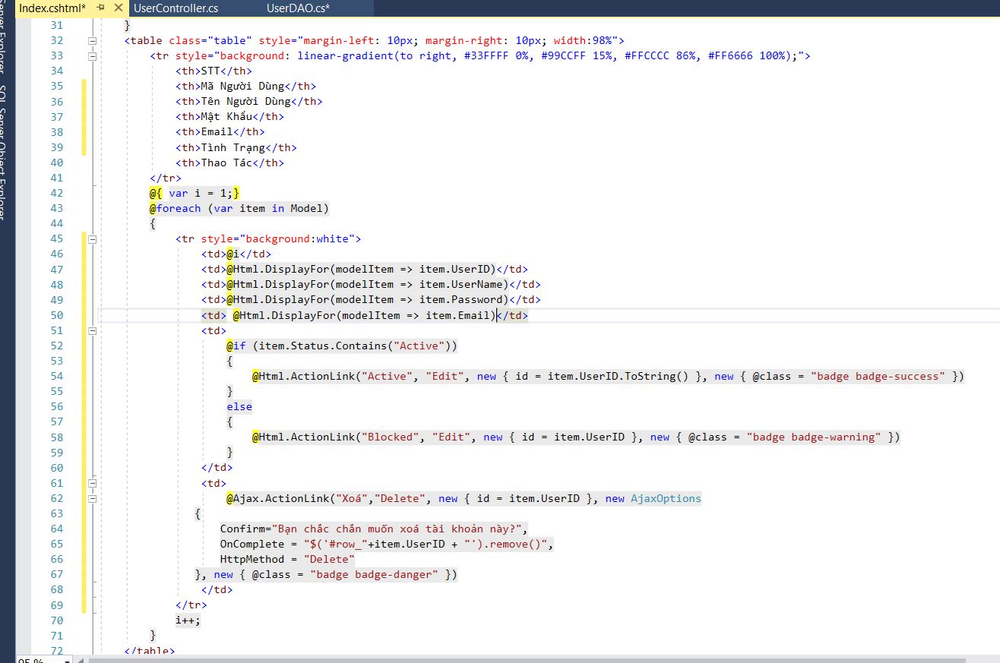 Index.cshtml*
UserController.cs
UserDAO.cs*
Server Explorer
SQL Server Object Explorer
31 }
32 <table class="table" style="margin-left: 10px; margin-right: 10px; width:98%">
33 <tr style="background: linear-gradient(to right, #33FFFF 0%, #99CCFF 15%, #FFCCCC 86%, #FF6666 100%);">
34 <th>STT</th>
35 <th>Mã Người Dùng</th>
36 <th>Tên Người Dùng</th>
37 <th>Mật Khẩu</th>
38 <th>Email</th>
39 <th>Tình Trạng</th>
40 <th>Thao Tác</th>
41 </tr>
42 @{ var i = 1;}
43 @foreach (var item in Model)
44 {
45 <tr style="background:white">
46 <td>@i</td>
47 <td>@Html.DisplayFor(modelItem => item.UserID)</td>
48 <td>@Html.DisplayFor(modelItem => item.UserName)</td>
49 <td>@Html.DisplayFor(modelItem => item.Password)</td>
50 <td> @Html.DisplayFor(modelItem => item.Email)</td>
51 <td>
52 @if (item.Status.Contains("Active"))
53 {
54 @Html.ActionLink("Active", "Edit", new { id = item.UserID.ToString() }, new { @class = "badge badge-success" })
55 }
56 else
57 {
58 @Html.ActionLink("Blocked", "Edit", new { id = item.UserID }, new { @class = "badge badge-warning" })
59 }
60 </td>
61 <td>
62 @Ajax.ActionLink("Xoá","Delete", new { id = item.UserID }, new AjaxOptions
63 {
64 Confirm="Bạn chắc chắn muốn xoá tài khoản này?",
65 OnComplete = "$('#row_"+item.UserID + "').remove()",
66 HttpMethod = "Delete"
67 }, new { @class = "badge badge-danger" })
68 </td>
69 </tr>
70 i++;
71 }
72 </table>
95 %